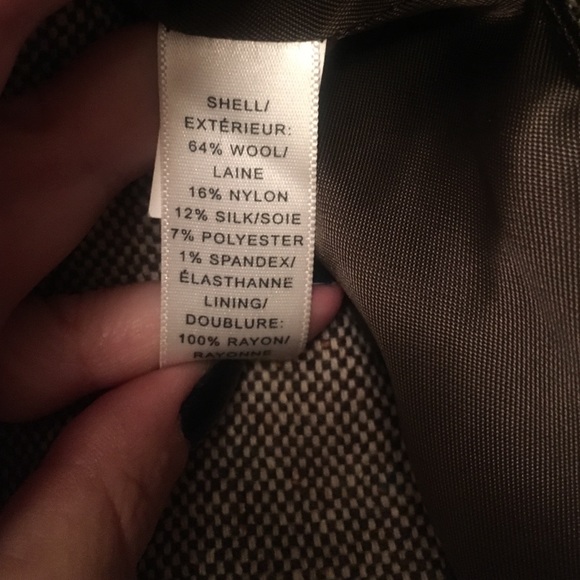 SHELL/
EXTÉRIEUR:
64% WOOL/
LAINE
16% NYLON
12% SILK/SOIE
7% POLYESTER
1% SPANDEX/
ÉLASTHANNE
LINING/
DOUBLURE:
100% RAYON/
RAYONNE